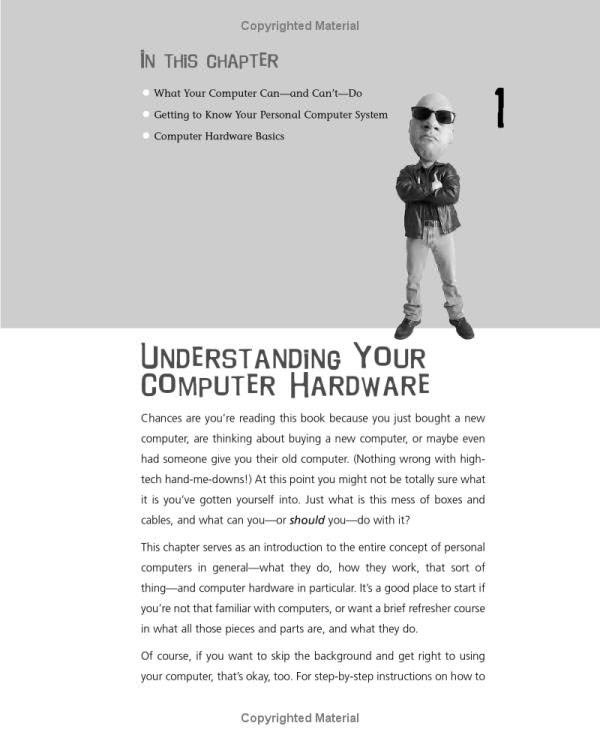 Copyrighted Material
IN THIS CHAPTER
What Your Computer Can—and Can't—Do
Getting to Know Your Personal Computer System
Computer Hardware Basics
1
UNDERSTANDING YOUR
COMPUTER HARDWARE
Chances are you're reading this book because you just bought a new
computer, are thinking about buying a new computer, or maybe even
had someone give you their old computer. (Nothing wrong with high-
tech hand-me-downs!) At this point you might not be totally sure what
it is you've gotten yourself into. Just what is this mess of boxes and
cables, and what can you—or should you—do with it?
This chapter serves as an introduction to the entire concept of personal
computers in general—what they do, how they work, that sort of
thing—and computer hardware in particular. It's a good place to start if
you're not that familiar with computers, or want a brief refresher course
in what all those pieces and parts are, and what they do.
Of course, if you want to skip the background and get right to using
your computer, that's okay, too. For step-by-step instructions on how to
Copyrighted Material